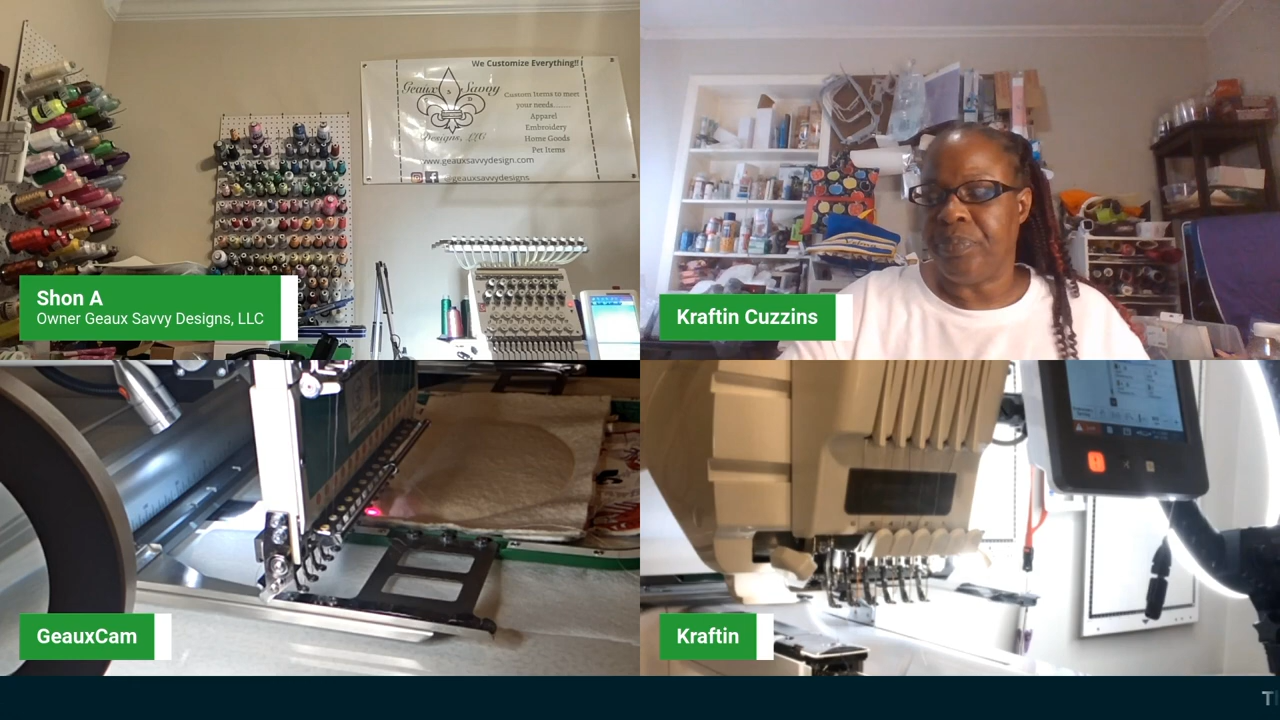 We Customize Everything!!
Geaux Savvy
Designs, LLC
Custom Items to meet
your needs.........
Apparel
Embroidery
Home Goods
Pet Items
www.geauxsavvydesign.com
@geauxsavvydesigns
Shon A
Owner Geaux Savvy Designs, LLC
Kraftin Cuzzins
GeauxCam
Kraftin